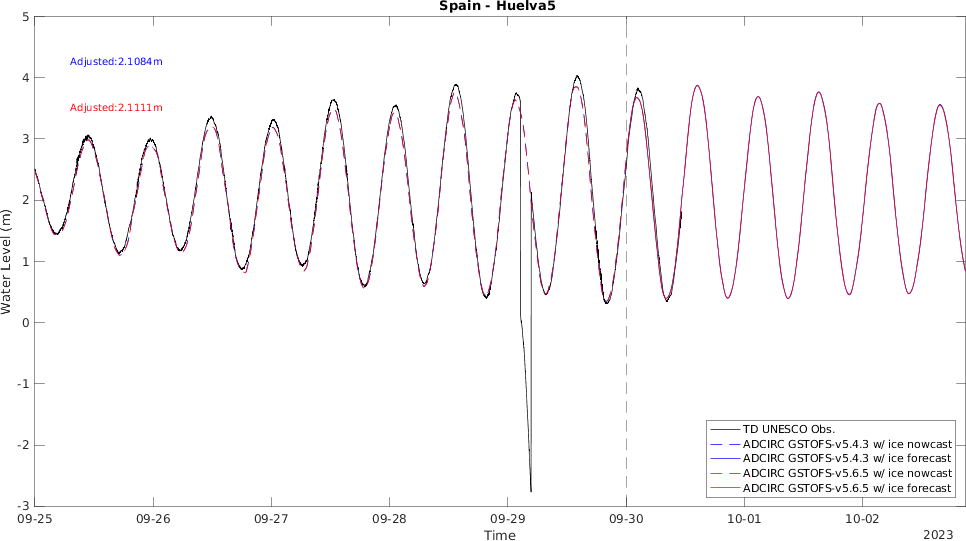 Spain - Huelva5
5
Adjusted:2.1084m
4
Adjusted:2.1111m
3
2
Water Level (m)
1
0
-1
-2
-3
TD UNESCO Obs.
ADCIRC GSTOFS-v5.4.3 w/ ice nowcast
ADCIRC GSTOFS-v5.4.3 w/ ice forecast
ADCIRC GSTOFS-v5.6.5 w/ ice nowcast
ADCIRC GSTOFS-v5.6.5 w/ ice forecast
09-25 09-26 09-27 09-28 09-29 09-30 10-01 10-02
Time
2023